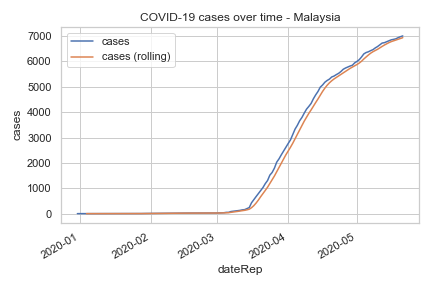 COVID-19 cases over time - Malaysia
cases
cases (rolling)
7000
6000
5000
4000
3000
2000
1000
0
cases
2020-01
2020-02
2020-03
2020-04
2020-05
dateRep